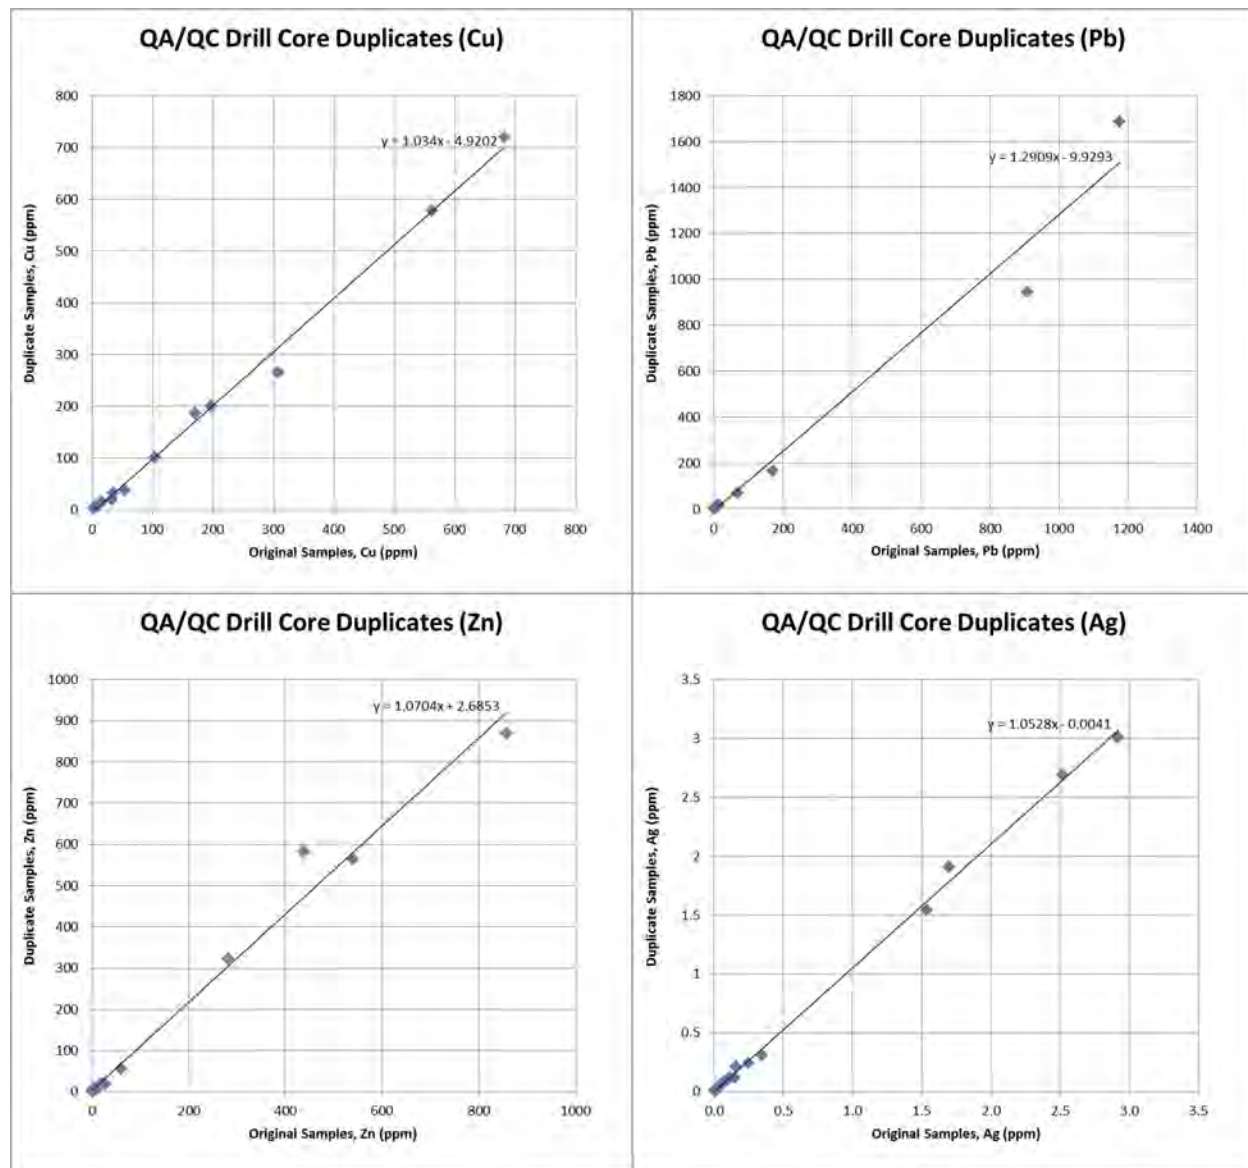 QA/QC Drill Core Duplicates (Cu)
800
700
600
500
400
300
200
100
0
Duplicate Samples, Cu (ppm)
y = 1.034x - 4.9202
0 100 200 300 400 500 600 700 800
Original Samples, Cu (ppm)
QA/QC Drill Core Duplicates (Pb)
1800
1600
1400
1200
1000
800
600
400
200
0
Duplicate Samples, Pb (ppm)
y = 1.2909x - 9.9293
0 200 400 600 800 1000 1200 1400
Original Samples, Pb (ppm)
QA/QC Drill Core Duplicates (Zn)
1000
900
800
700
600
500
400
300
200
100
0
Duplicate Samples, Zn (ppm)
y = 1.0704x + 2.6853
0 200 400 600 800 1000
Original Samples, Zn (ppm)
QA/QC Drill Core Duplicates (Ag)
3.5
3
2.5
2
1.5
1
0.5
0
Duplicate Samples, Ag (ppm)
y = 1.0528x - 0.0041
0.0 0.5 1.0 1.5 2.0 2.5 3.0 3.5
Original Samples, Ag (ppm)